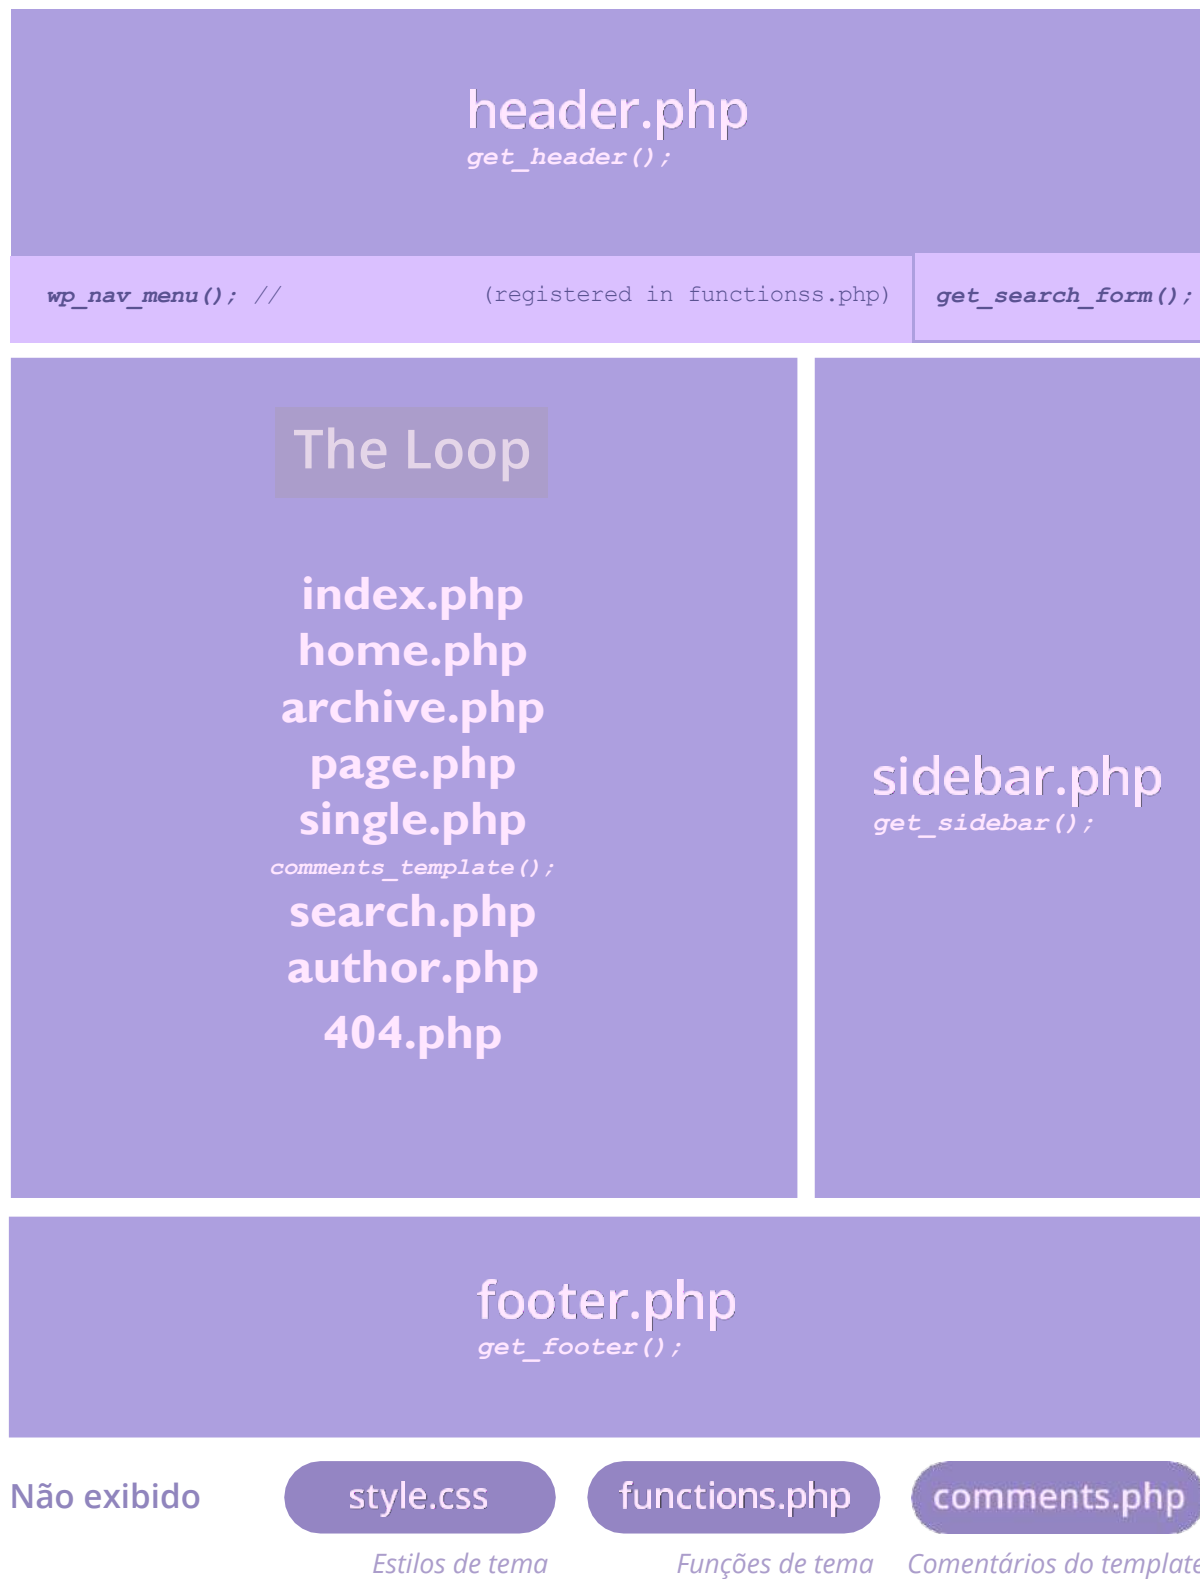 header.php
get_header();
wp_nav_menu(); // (registered in functionss.php)
get_search_form();
The Loop
index.php
home.php
archive.php
page.php
single.php
comments_template();
search.php
author.php
404.php
sidebar.php
get_sidebar();
footer.php
get_footer();
Não exibido
style.css
functions.php
comments.php
Estilos de tema
Funções de tema
Comentários do template